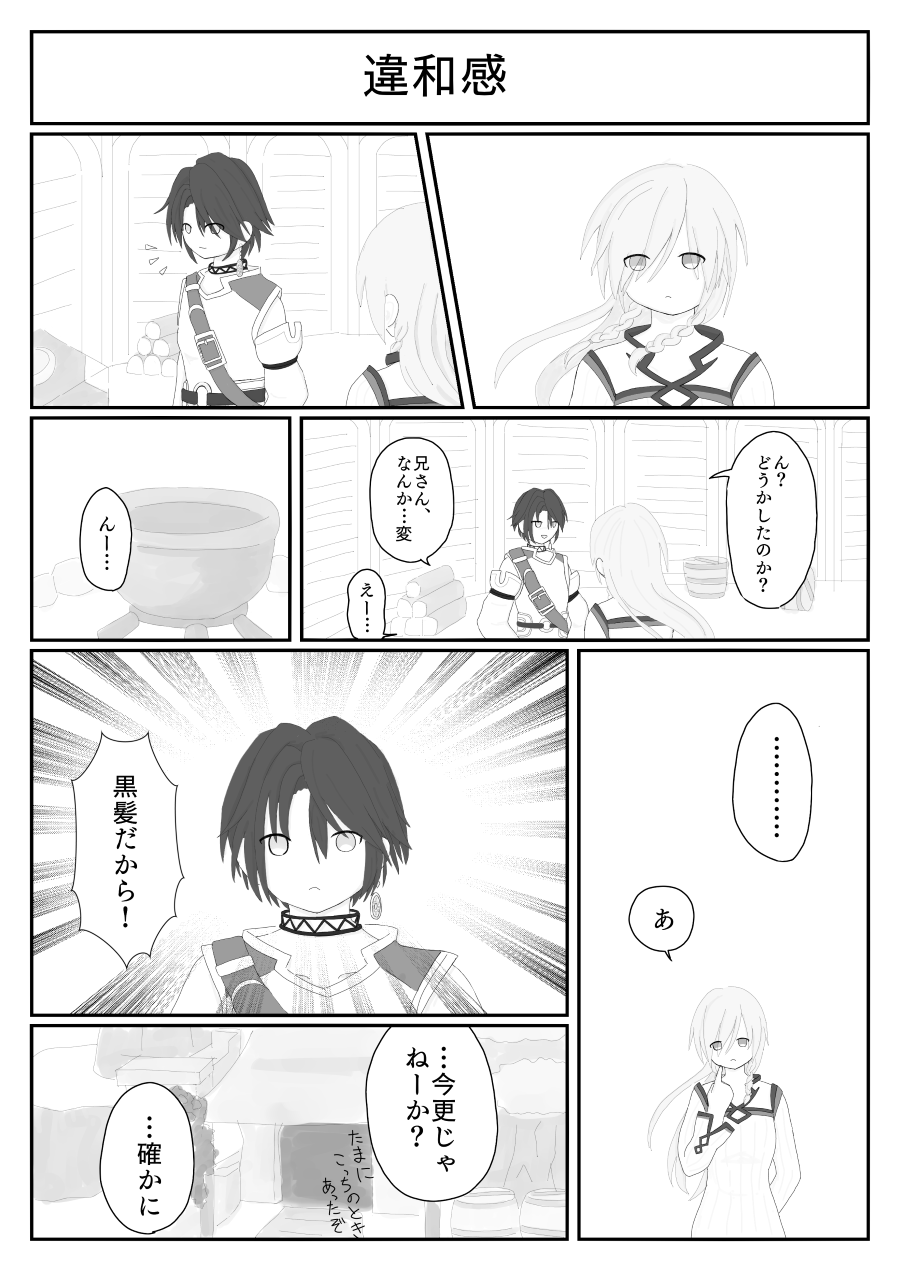 違和感
ん?
どうかしたのか?
兄さん、
なんか…変
えー…
んー…
…………
あ
黒髪だから!
…今更じゃ
ねーか?
たまに
こっちのとき
あったぞ
…確かに